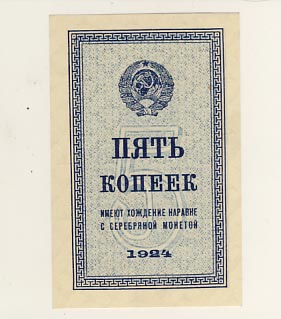 ПЯТЬ
КОПЕЕК
ИМЕЮТ ХОЖДЕНИЕ НАРАВНЕ
С СЕРЕБРЯНОЙ МОНЕТОЙ
1924